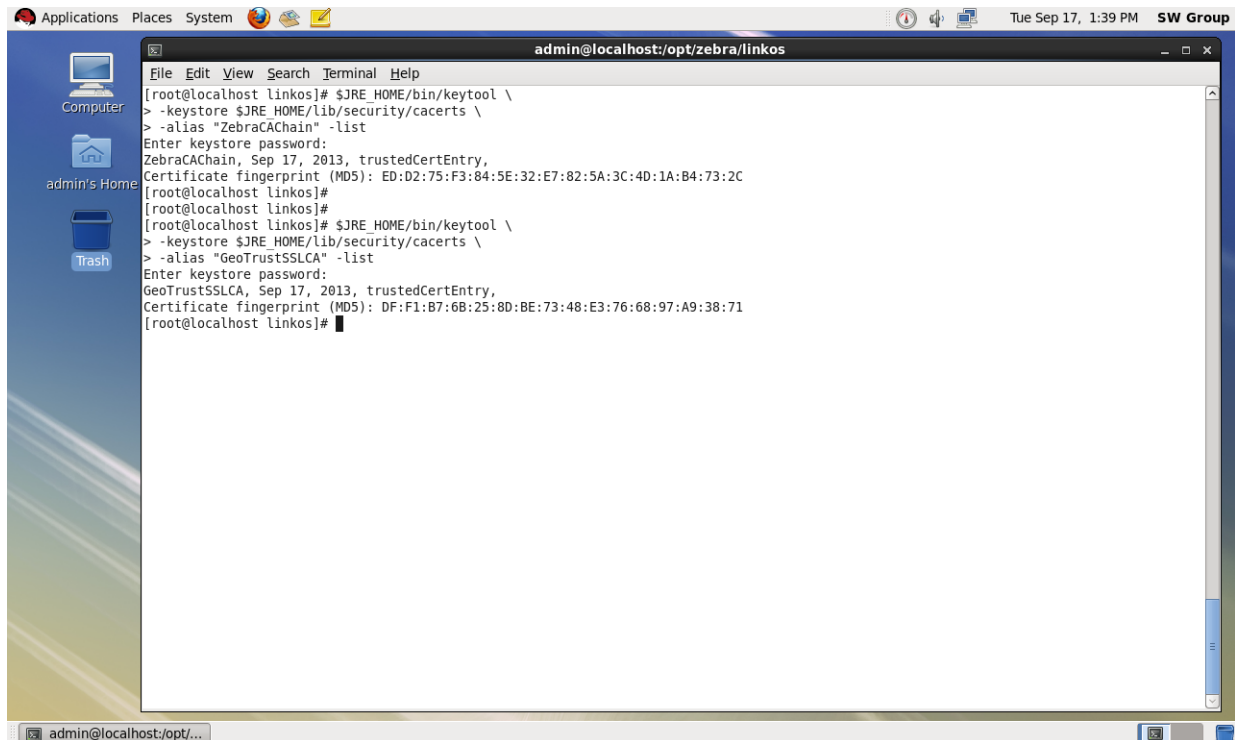 Applications Places System Tue Sep 17, 1:39 PM SW Group
admin@localhost:/opt/zebra/linkos
File Edit View Search Terminal Help
Computer
admin's Home
Trash
[root@localhost linkos]# $JRE_HOME/bin/keytool \
> -keystore $JRE_HOME/lib/security/cacerts \
> -alias "ZebraCAChain" -list
Enter keystore password:
ZebraCAChain, Sep 17, 2013, trustedCertEntry,
Certificate fingerprint (MD5): ED:D2:75:F3:84:5E:32:E7:82:5A:3C:4D:1A:B4:73:2C
[root@localhost linkos]#
[root@localhost linkos]#
[root@localhost linkos]# $JRE_HOME/bin/keytool \
> -keystore $JRE_HOME/lib/security/cacerts \
> -alias "GeoTrustSSLCA" -list
Enter keystore password:
GeoTrustSSLCA, Sep 17, 2013, trustedCertEntry,
Certificate fingerprint (MD5): DF:F1:B7:6B:25:8D:BE:73:48:E3:76:68:97:A9:38:71
[root@localhost linkos]#
admin@localhost:/opt/...